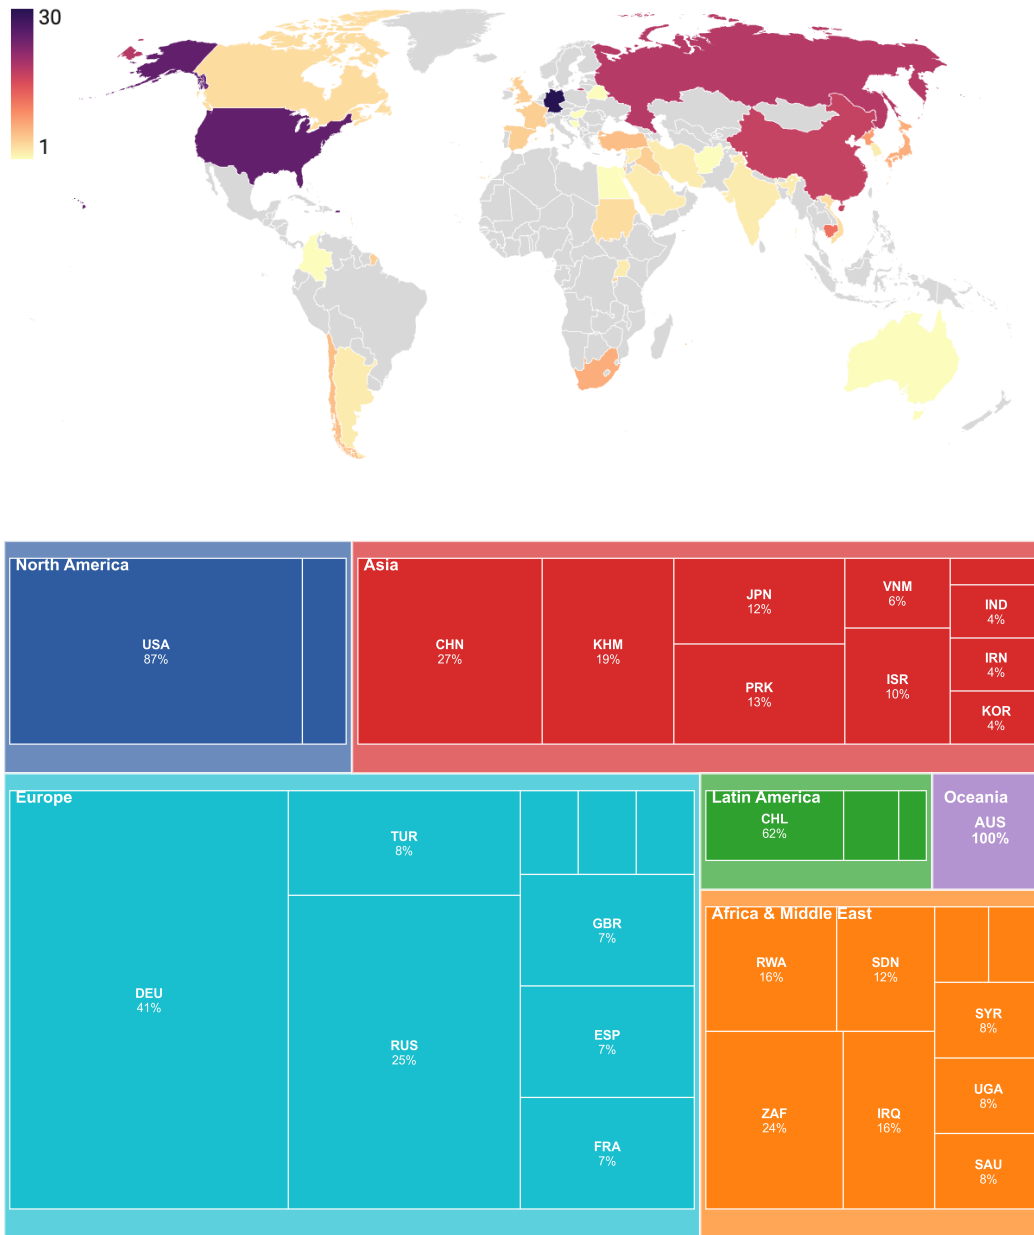 30
1
North America
USA
87%
Asia
CHN
27%
KHM
19%
JPN
12%
PRK
13%
VNM
6%
ISR
10%
IND
4%
IRN
4%
KOR
4%
Europe
DEU
41%
TUR
8%
RUS
25%
GBR
7%
ESP
7%
FRA
7%
Latin America
CHL
62%
Oceania
AUS
100%
Africa & Middle East
RWA
16%
SDN
12%
ZAF
24%
IRQ
16%
SYR
8%
UGA
8%
SAU
8%